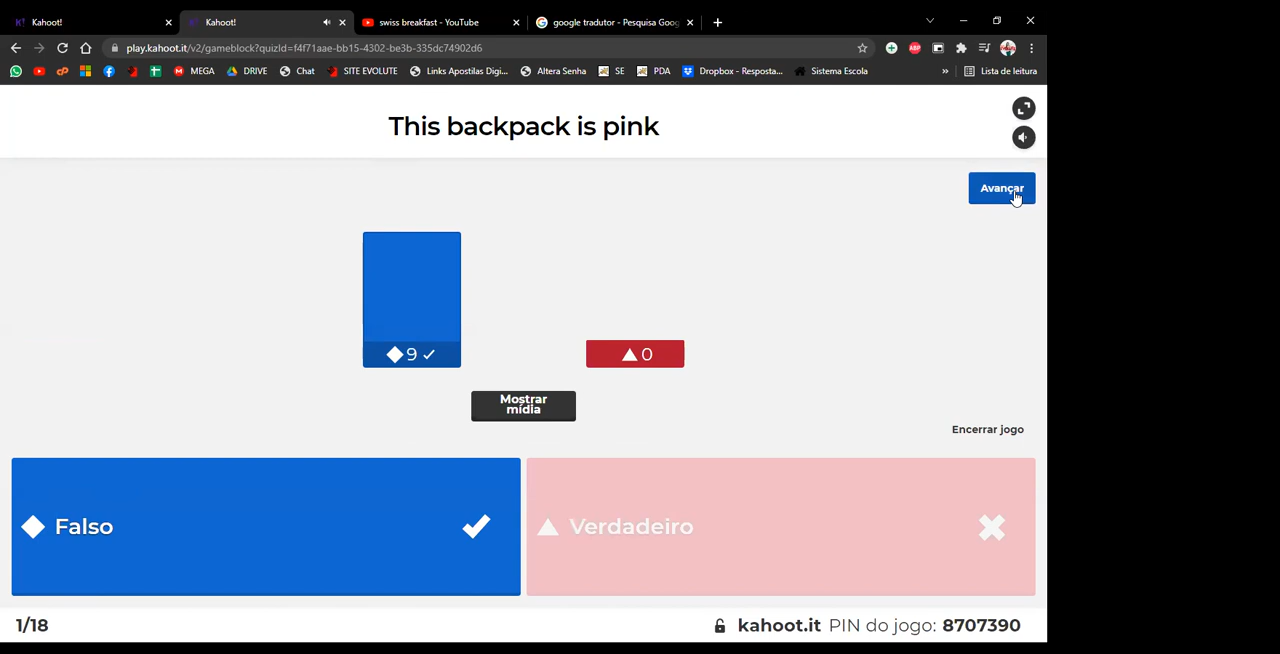 Kahoot!
Kahoot!
swiss breakfast - YouTube
google tradutor - Pesquisa Goog
play.kahoot.it/v2/gameblock?quizId=f4f71aae-bb15-4302-be3b-335dc74902d6
ABP
MEGA DRIVE Chat SITE EVOLUTE Links Apostilas Digi... Altera Senha SE PDA Dropbox - Resposta... Sistema Escola » Lista de leitura
This backpack is pink
Avançar
9 0
Mostrar
mídia
Encerrar jogo
Falso Verdadeiro
1/18 kahoot.it PIN do jogo: 8707390